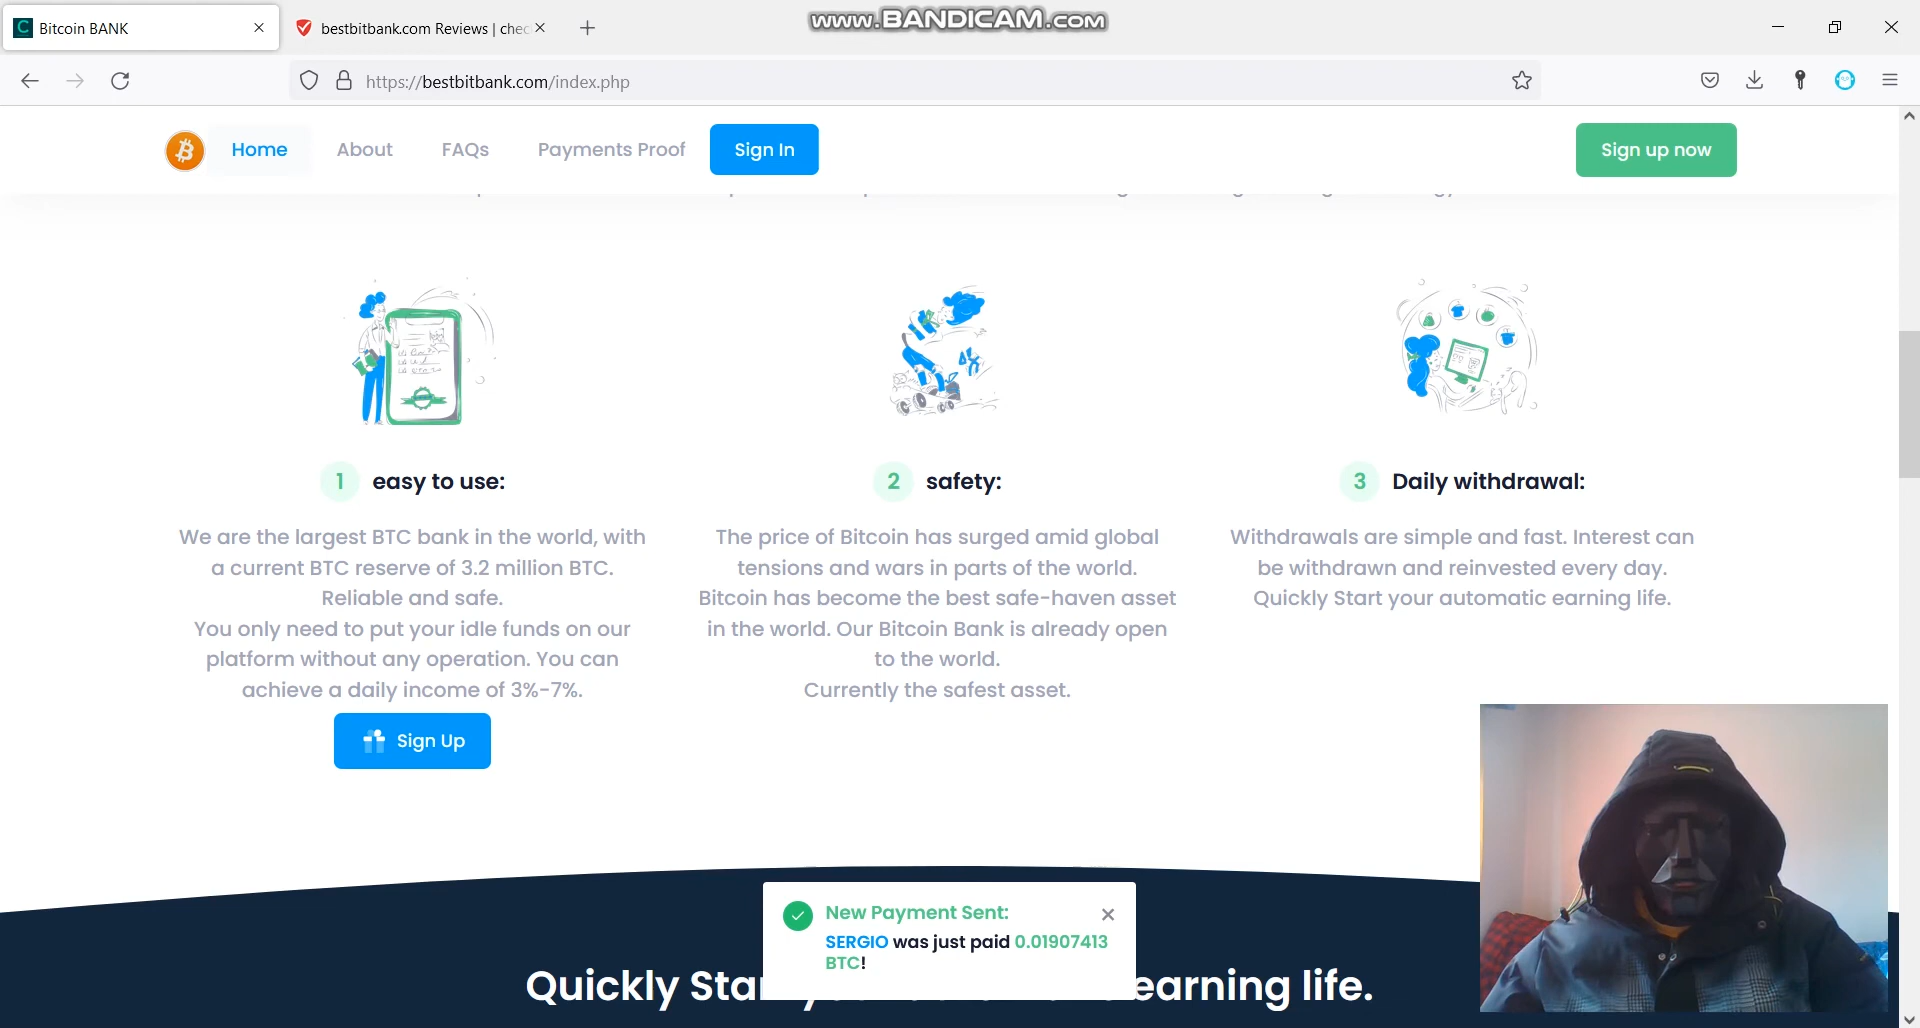 Bitcoin BANK
bestbitbank.com Reviews | chec
www.BANDICAM.com
https://bestbitbank.com/index.php
Home
About
FAQs
Payments Proof
Sign In
Sign up now
1 easy to use:
We are the largest BTC bank in the world, with
a current BTC reserve of 3.2 million BTC.
Reliable and safe.
You only need to put your idle funds on our
platform without any operation. You can
achieve a daily income of 3%-7%.
Sign Up
2 safety:
The price of Bitcoin has surged amid global
tensions and wars in parts of the world.
Bitcoin has become the best safe-haven asset
in the world. Our Bitcoin Bank is already open
to the world.
Currently the safest asset.
3 Daily withdrawal:
Withdrawals are simple and fast. Interest can
be withdrawn and reinvested every day.
Quickly Start your automatic earning life.
New Payment Sent:
SERGIO was just paid 0.01907413
BTC!
Quickly Star earning life.